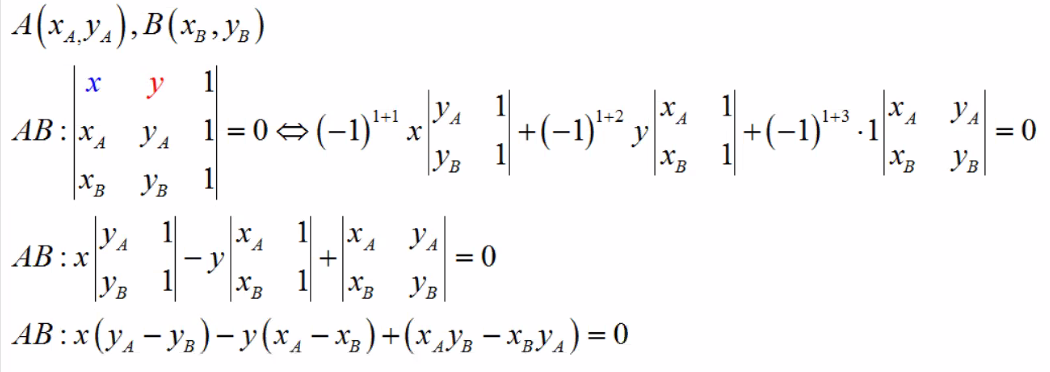 A(x_A, y_A), B(x_B, y_B)
AB : |x y 1; x_A y_A 1; x_B y_B 1| = 0 ⇔ (−1)^{1+1} x |y_A 1; y_B 1| + (−1)^{1+2} y |x_A 1; x_B 1| + (−1)^{1+3} · 1 |x_A y_A; x_B y_B| = 0
AB : x |y_A 1; y_B 1| − y |x_A 1; x_B 1| + |x_A y_A; x_B y_B| = 0
AB : x(y_A − y_B) − y(x_A − x_B) + (x_A y_B − x_B y_A) = 0